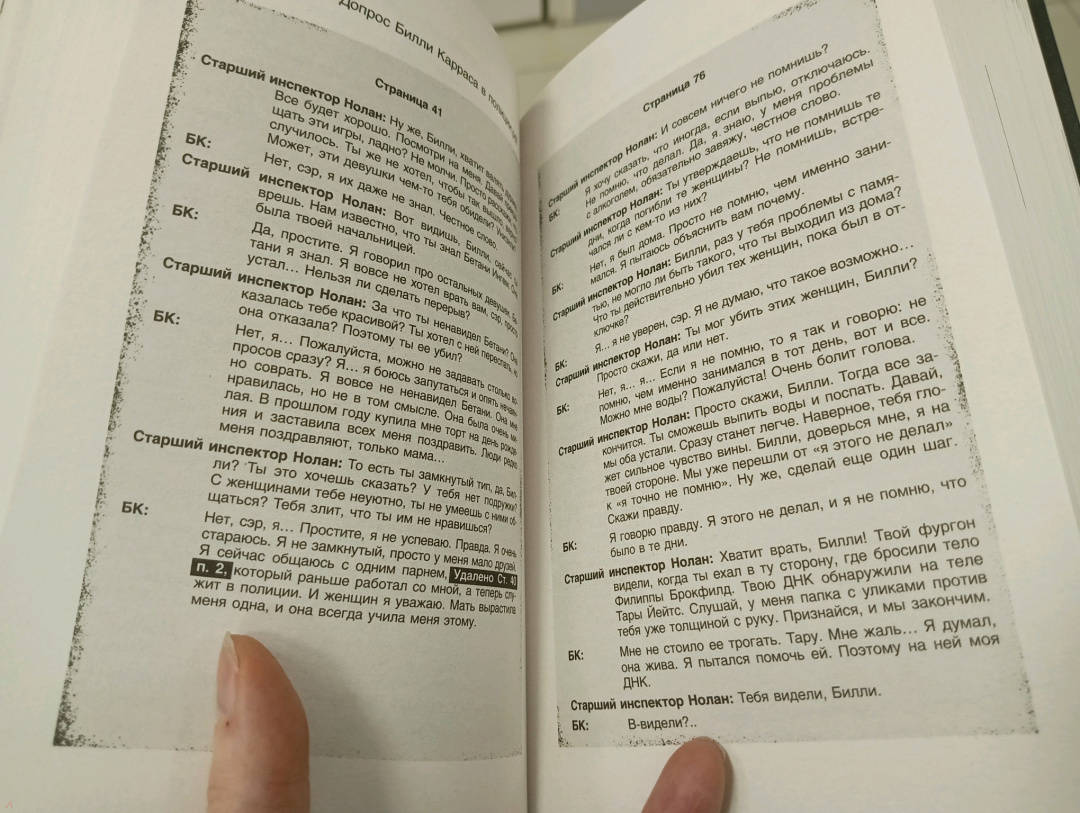 Допрос Билли Карраса в
Страница 41
Старший инспектор Нолан: Ну же, Билли, хватит
Все будет хорошо. Посмотри на меня. Давай
щать эти игры, ладно? Не молчи. Просто расскажи,
случилось. Ты же не хотел, чтобы так вышло,
Может, эти девушки чем-то тебя обидели?
БК: Нет, сэр, я их даже не знал. Честное слово.
Старший инспектор Нолан: Вот видишь, Билли, сейчас
врешь. Нам известно, что ты знал Бетани Ингем. Она
была твоей начальницей.
БК: Да, простите. Я говорил про остальных девушек. Бе-
тани я знал. Я вовсе не хотел врать вам, сэр, просто
устал... Нельзя ли сделать перерыв?
Старший инспектор Нолан: За что ты ненавидел Бетани? Она
казалась тебе красивой? Ты хотел с ней переспать, но
она отказала? Поэтому ты ее убил?
БК: Нет, я... Пожалуйста, можно не задавать столько во-
просов сразу? Я... я боюсь запутаться и опять нечаян-
но соврать. Я вовсе не ненавидел Бетани. Она мне
нравилась, но не в том смысле. Она была очень ми-
лая. В прошлом году купила мне торт на день рожде-
ния и заставила всех меня поздравить. Люди редко
меня поздравляют, только мама...
Старший инспектор Нолан: То есть ты замкнутый тип, да, Бил-
ли? Ты это хочешь сказать? У тебя нет подружки?
С женщинами тебе неуютно, ты не умеешь с ними об-
щаться? Тебя злит, что ты им не нравишься?
БК: Нет, сэр, я... Простите, я не успеваю. Правда. Я очень
стараюсь. Я не замкнутый, просто у меня мало друзей.
Я сейчас общаюсь с одним парнем, Удалено Ст. 40
п. 2, который раньше работал со мной, а теперь слу-
жит в полиции. И женщин я уважаю. Мать вырастила
меня одна, и она всегда учила меня этому.
Страница 76
Старший инспектор Нолан: И совсем ничего не помнишь?
БК: Я хочу сказать, что иногда, если выпью, отключаюсь.
Не помню, что делал. Да, я знаю, у меня проблемы
с алкоголем, обязательно завяжу, честное слово.
Старший инспектор Нолан: Ты утверждаешь, что не помнишь те
дни, когда погибли те женщины? Не помнишь, встре-
чался ли с кем-то из них?
БК: Нет, я был дома. Просто не помню, чем именно зани-
мался. Я пытаюсь объяснить вам почему.
Старший инспектор Нолан: Билли, раз у тебя проблемы с памя-
тью, не могло ли быть такого, что ты выходил из дома?
Что ты действительно убил тех женщин, пока был в от-
ключке?
БК: Я... я не уверен, сэр. Я не думаю, что такое возможно...
Старший инспектор Нолан: Ты мог убить этих женщин, Билли?
Просто скажи, да или нет.
БК: Нет, я... я... Если я не помню, то я так и говорю: не
помню, чем именно занимался в тот день, вот и все.
Можно мне воды? Пожалуйста! Очень болит голова.
Старший инспектор Нолан: Просто скажи, Билли. Тогда все за-
кончится. Ты сможешь выпить воды и поспать. Давай,
мы оба устали. Сразу станет легче. Наверное, тебя гло-
жет сильное чувство вины. Билли, доверься мне, я на
твоей стороне. Мы уже перешли от «я этого не делал»
к «я точно не помню». Ну же, сделай еще один шаг.
Скажи правду.
БК: Я говорю правду. Я этого не делал, и я не помню, что
было в те дни.
Старший инспектор Нолан: Хватит врать, Билли! Твой фургон
видели, когда ты ехал в ту сторону, где бросили тело
Филиппы Брокфилд. Твою ДНК обнаружили на теле
Тары Йейтс. Слушай, у меня папка с уликами против
тебя уже толщиной с руку. Признайся, и мы закончим.
БК: Мне не стоило ее трогать. Тару. Мне жаль... Я думал,
она жива. Я пытался помочь ей. Поэтому на ней моя
ДНК.
Старший инспектор Нолан: Тебя видели, Билли.
БК: В-видели?..